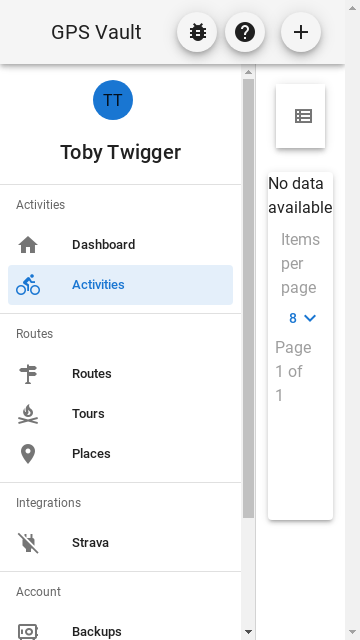 GPS Vault
TT
Toby Twigger
Activities
Dashboard
Activities
Routes
Routes
Tours
Places
Integrations
Strava
Account
Backups
No data
available
Items
per
page
8
Page
1 of
1